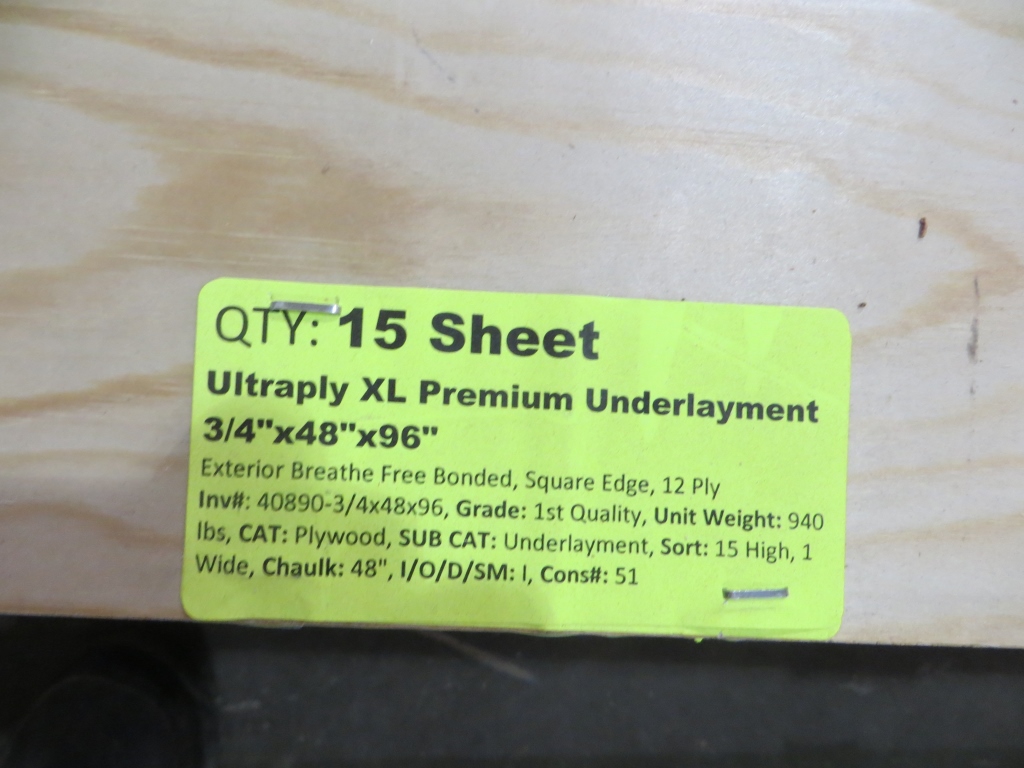 QTY: 15 Sheet
Ultraply XL Premium Underlayment
3/4"x48"x96"
Exterior Breathe Free Bonded, Square Edge, 12 Ply
Inv#: 40890-3/4x48x96, Grade: 1st Quality, Unit Weight: 940
lbs, CAT: Plywood, SUB CAT: Underlayment, Sort: 15 High, 1
Wide, Chaulk: 48", I/O/D/SM: I, Cons#: 51